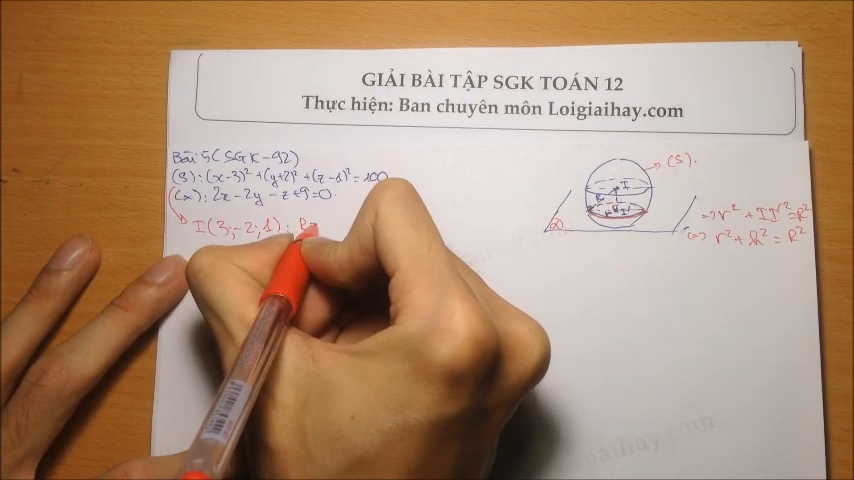 GIẢI BÀI TẬP SGK TOÁN 12
Thực hiện: Ban chuyên môn Loigiaihay.com
Bài 5 (SGK-92)
(S): (x-3)² + (y+2)² + (z-1)² = 100
(α): 2x - 2y - z + 9 = 0.
I(3; -2; 1); R=
(S).
I
R
(α)
=> r² + II'² = R²
<=> r² + h² = R²